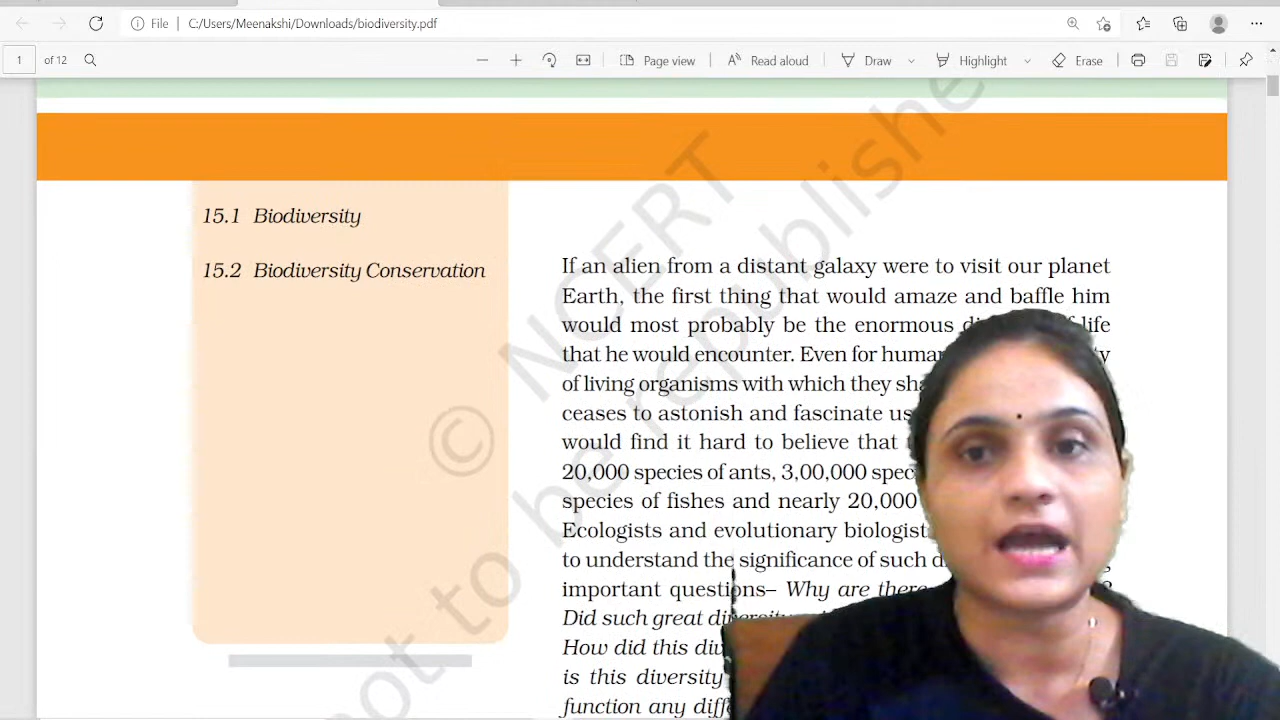 File C:/Users/Meenakshi/Downloads/biodiversity.pdf
1 of 12 Page view Read aloud Draw Highlight Erase
15.1 Biodiversity
15.2 Biodiversity Conservation
If an alien from a distant galaxy were to visit our planet
Earth, the first thing that would amaze and baffle him
would most probably be the enormous of life
that he would encounter. Even for
of living organisms with which they
ceases to astonish and fascinate us
would find it hard to believe that
20,000 species of ants, 3,00,000
species of fishes and nearly 20,000
Ecologists and evolutionary
to understand the significance of such
important questions– Why are
Did such great
How did this
is this diversity
function any
© NCERT
not to be republishe